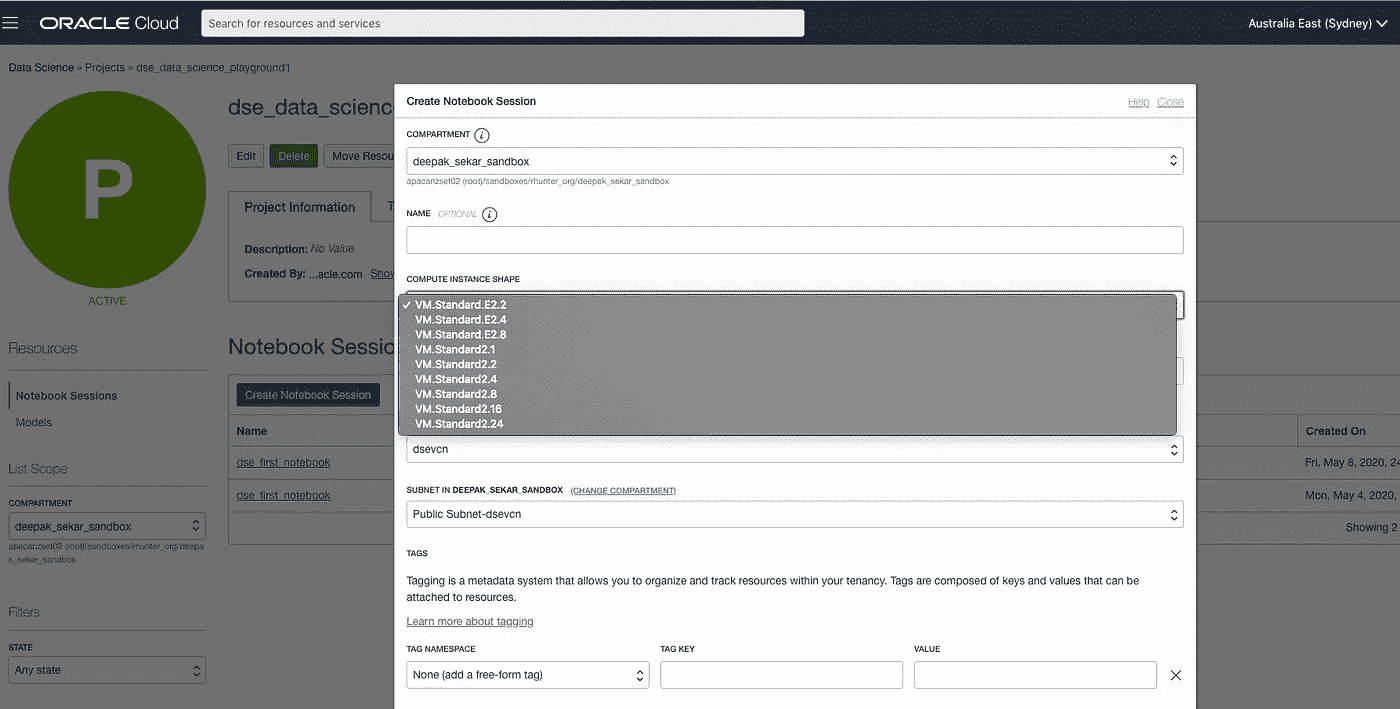 ORACLE Cloud
Search for resources and services
Australia East (Sydney)
Data Science » Projects » dse_data_science_playground1
P
ACTIVE
dse_data_scienc
Edit
Delete
Move Resou
Project Information
T
Description: No Value
Created By: ...acle.com Show
Resources
Notebook Sessions
Models
List Scope
COMPARTMENT
deepak_sekar_sandbox
apacanzset02 (root)/sandboxes/rhunter_org/deepa
k_sekar_sandbox
Filters
STATE
Any state
Notebook Sessio
Create Notebook Session
Name
dse_first_notebook
dse_first_notebook
Create Notebook Session
Help Close
COMPARTMENT i
deepak_sekar_sandbox
apacanzset02 (root)/sandboxes/rhunter_org/deepak_sekar_sandbox
NAME OPTIONAL i
COMPUTE INSTANCE SHAPE
✓ VM.Standard.E2.2
VM.Standard.E2.4
VM.Standard.E2.8
VM.Standard2.1
VM.Standard2.2
VM.Standard2.4
VM.Standard2.8
VM.Standard2.16
VM.Standard2.24
dsevcn
SUBNET IN DEEPAK_SEKAR_SANDBOX (CHANGE COMPARTMENT)
Public Subnet-dsevcn
TAGS
Tagging is a metadata system that allows you to organize and track resources within your tenancy. Tags are composed of keys and values that can be
attached to resources.
Learn more about tagging
TAG NAMESPACE
None (add a free-form tag)
TAG KEY
VALUE
Created On
Fri, May 8, 2020, 24
Mon, May 4, 2020,
Showing 2